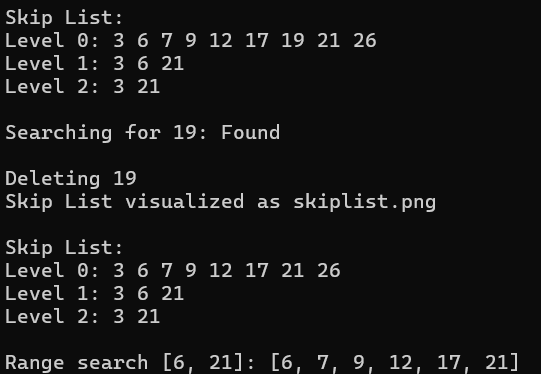 Skip List:
Level 0: 3 6 7 9 12 17 19 21 26
Level 1: 3 6 21
Level 2: 3 21
Searching for 19: Found
Deleting 19
Skip List visualized as skiplist.png
Skip List:
Level 0: 3 6 7 9 12 17 21 26
Level 1: 3 6 21
Level 2: 3 21
Range search [6, 21]: [6, 7, 9, 12, 17, 21]